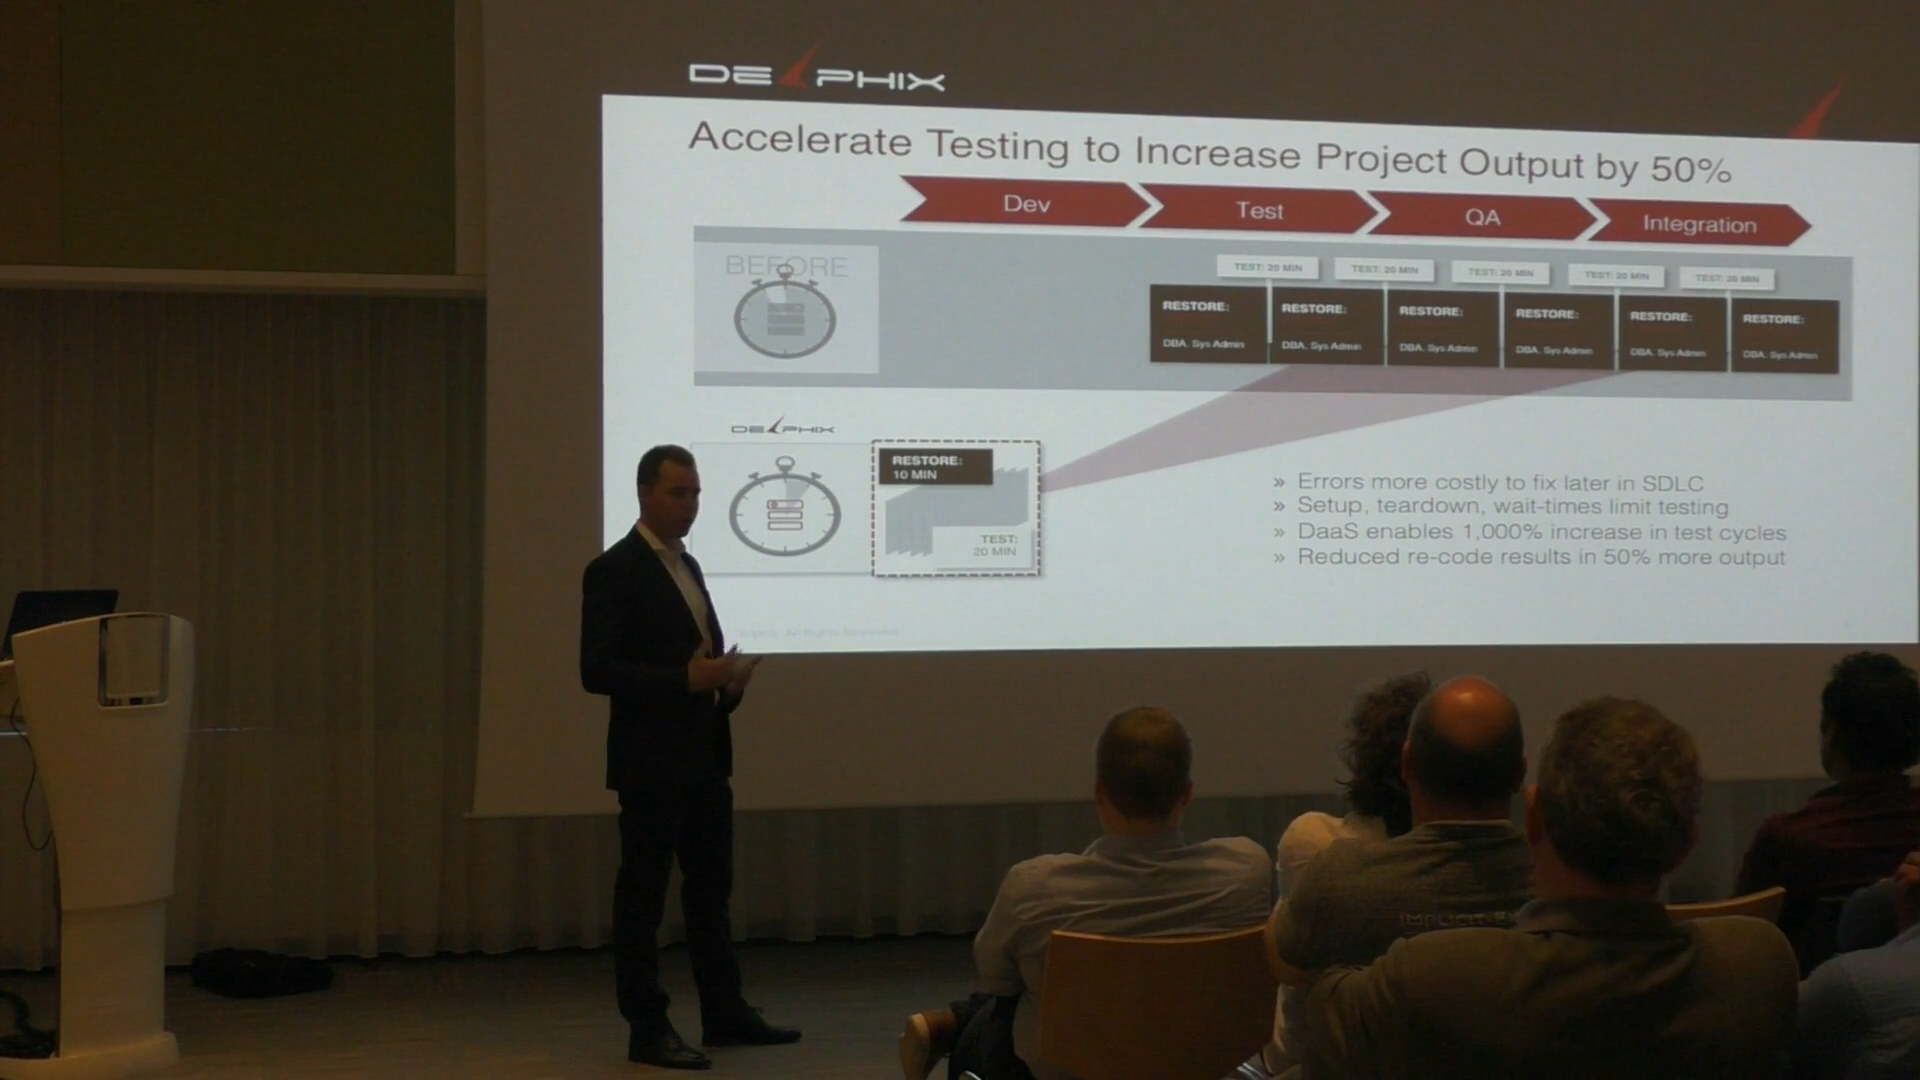 DELPHIX
Accelerate Testing to Increase Project Output by 50%
Dev Test QA Integration
BEFORE
TEST: 20 MIN TEST: 20 MIN TEST: 20 MIN TEST: 20 MIN TEST: 20 MIN
RESTORE: RESTORE: RESTORE: RESTORE: RESTORE: RESTORE:
DBA, Sys Admin DBA, Sys Admin DBA, Sys Admin DBA, Sys Admin DBA, Sys Admin DBA, Sys Admin
DELPHIX
RESTORE:
10 MIN
TEST:
20 MIN
» Errors more costly to fix later in SDLC
» Setup, teardown, wait-times limit testing
» DaaS enables 1,000% increase in test cycles
» Reduced re-code results in 50% more output
All Rights Reserved